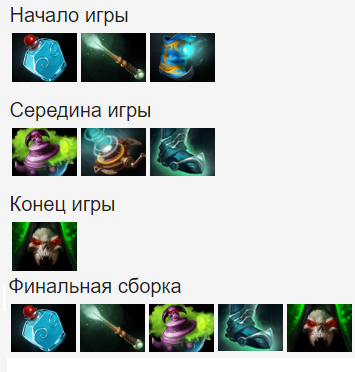 Начало игры
Середина игры
Конец игры
Финальная сборка